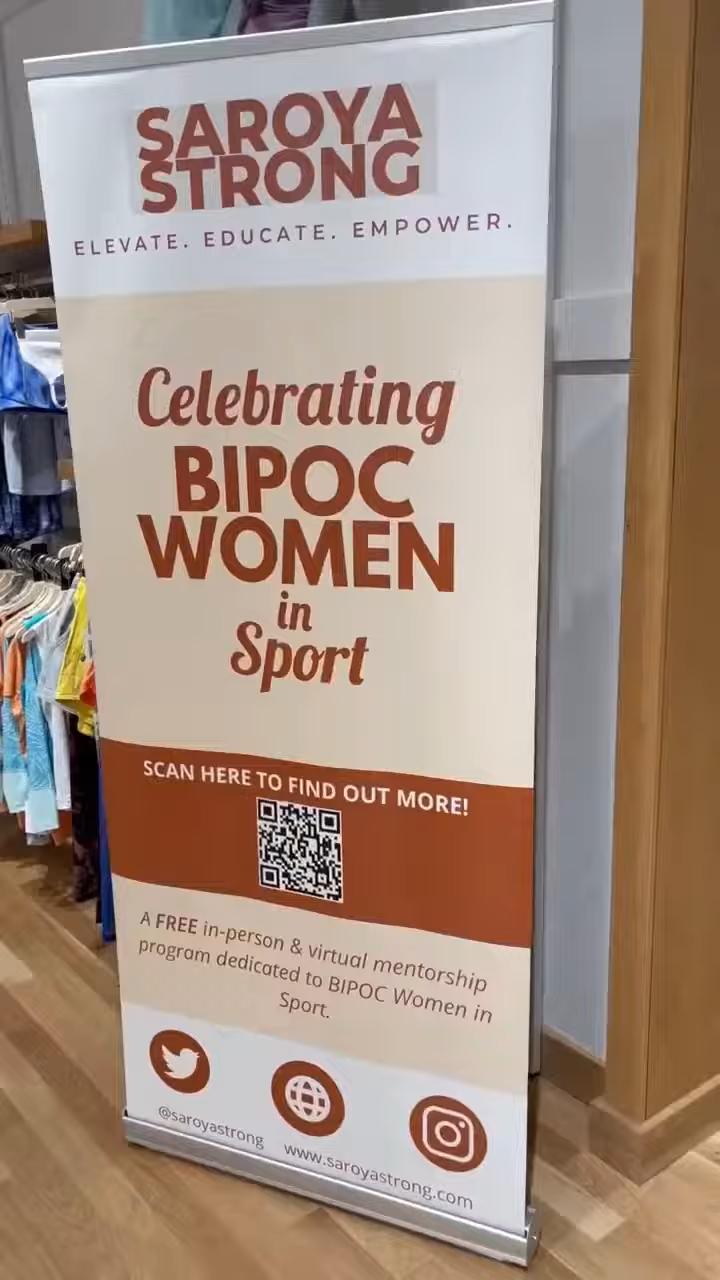 SAROYA
STRONG
ELEVATE. EDUCATE. EMPOWER.
Celebrating
BIPOC
WOMEN
in
Sport
SCAN HERE TO FIND OUT MORE!
A FREE in-person & virtual mentorship
program dedicated to BIPOC Women in
Sport.
@saroyastrong
www.saroyastrong.com